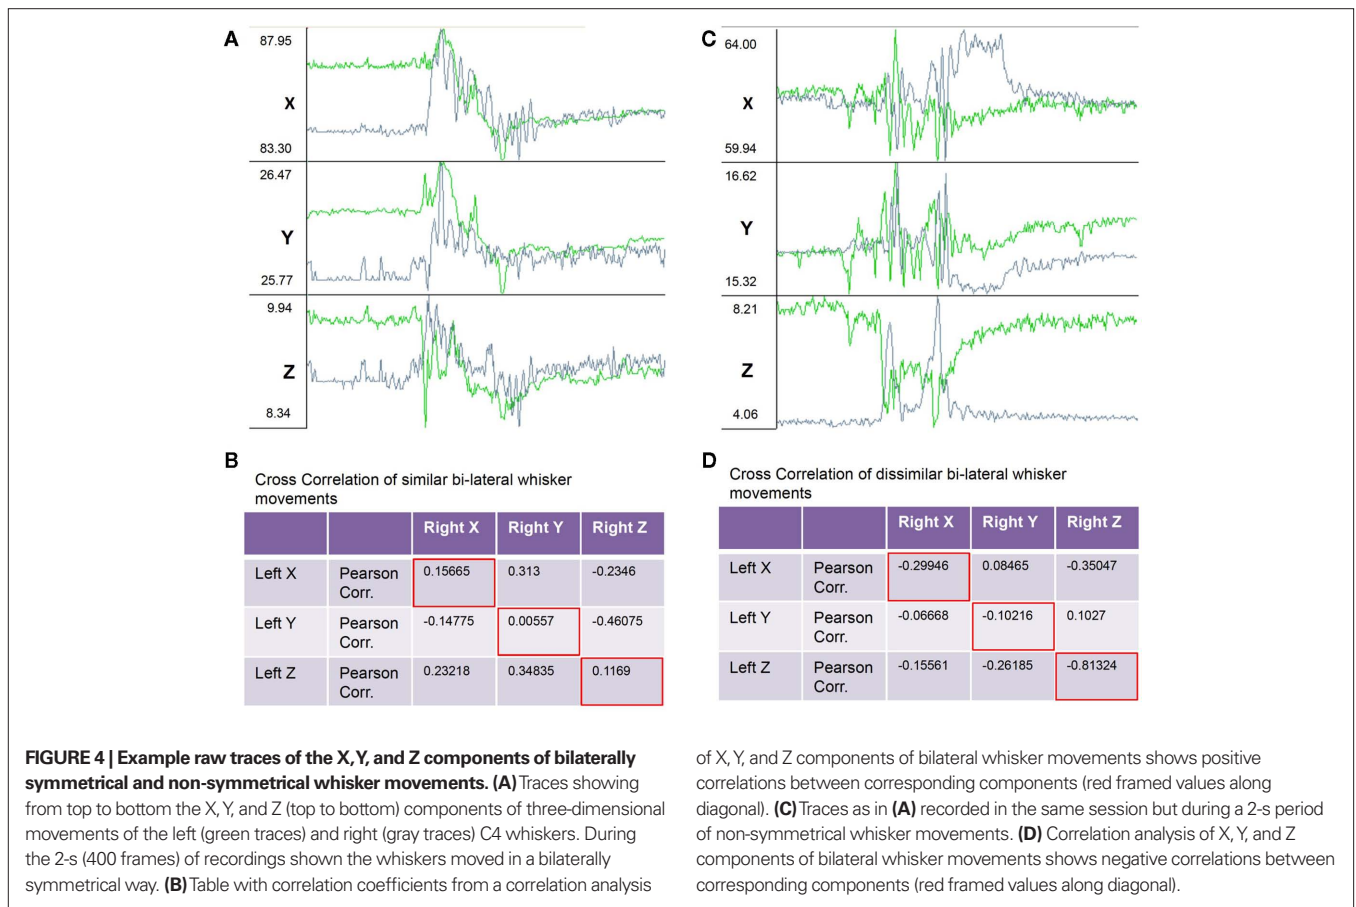 A
87.95
X
83.30
26.47
Y
25.77
9.94
Z
8.34
B
Cross Correlation of similar bi-lateral whisker
movements
Right X Right Y Right Z
Left X Pearson Corr. 0.15665 0.313 -0.2346
Left Y Pearson Corr. -0.14775 0.00557 -0.46075
Left Z Pearson Corr. 0.23218 0.34835 0.1169
C
64.00
X
59.94
16.62
Y
15.32
8.21
Z
4.06
D
Cross Correlation of dissimilar bi-lateral whisker
movements
Right X Right Y Right Z
Left X Pearson Corr. -0.29946 0.08465 -0.35047
Left Y Pearson Corr. -0.06668 -0.10216 0.1027
Left Z Pearson Corr. -0.15561 -0.26185 -0.81324
FIGURE 4 | Example raw traces of the X, Y, and Z components of bilaterally
symmetrical and non-symmetrical whisker movements. (A) Traces showing
from top to bottom the X, Y, and Z (top to bottom) components of three-dimensional
movements of the left (green traces) and right (gray traces) C4 whiskers. During
the 2-s (400 frames) of recordings shown the whiskers moved in a bilaterally
symmetrical way. (B) Table with correlation coefficients from a correlation analysis
of X, Y, and Z components of bilateral whisker movements shows positive
correlations between corresponding components (red framed values along
diagonal). (C) Traces as in (A) recorded in the same session but during a 2-s period
of non-symmetrical whisker movements. (D) Correlation analysis of X, Y, and Z
components of bilateral whisker movements shows negative correlations between
corresponding components (red framed values along diagonal).